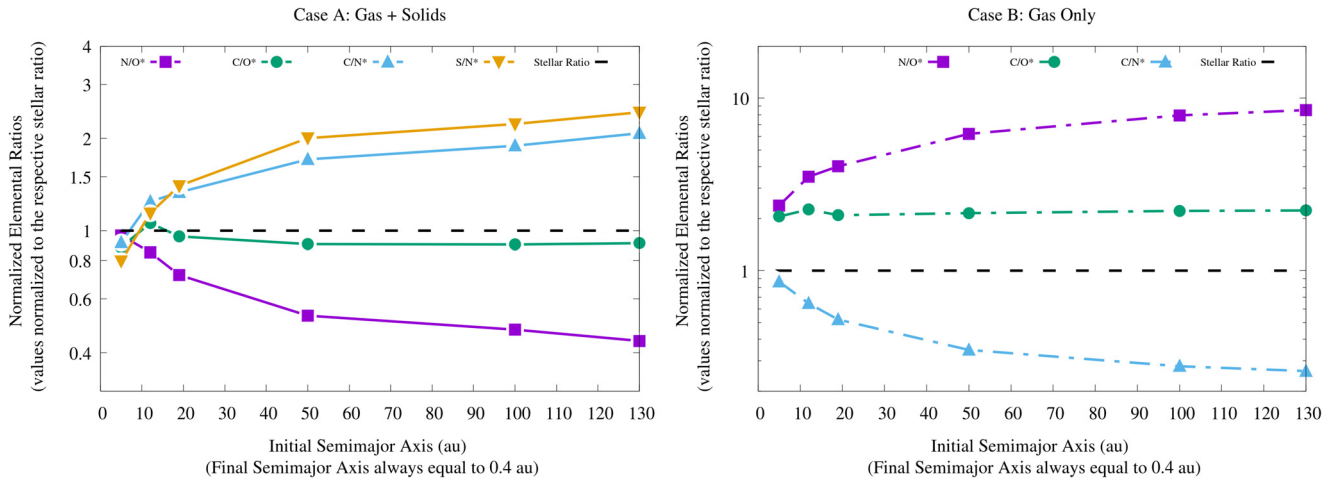 Case A: Gas + Solids
Normalized Elemental Ratios
(values normalized to the respective stellar ratio)
N/O* C/O* C/N* S/N* Stellar Ratio
4
3
2
1.5
1
0.8
0.6
0.4
0 10 20 30 40 50 60 70 80 90 100 110 120 130
Initial Semimajor Axis (au)
(Final Semimajor Axis always equal to 0.4 au)
Case B: Gas Only
Normalized Elemental Ratios
(values normalized to the respective stellar ratio)
N/O* C/O* C/N* Stellar Ratio
10
1
0 10 20 30 40 50 60 70 80 90 100 110 120 130
Initial Semimajor Axis (au)
(Final Semimajor Axis always equal to 0.4 au)